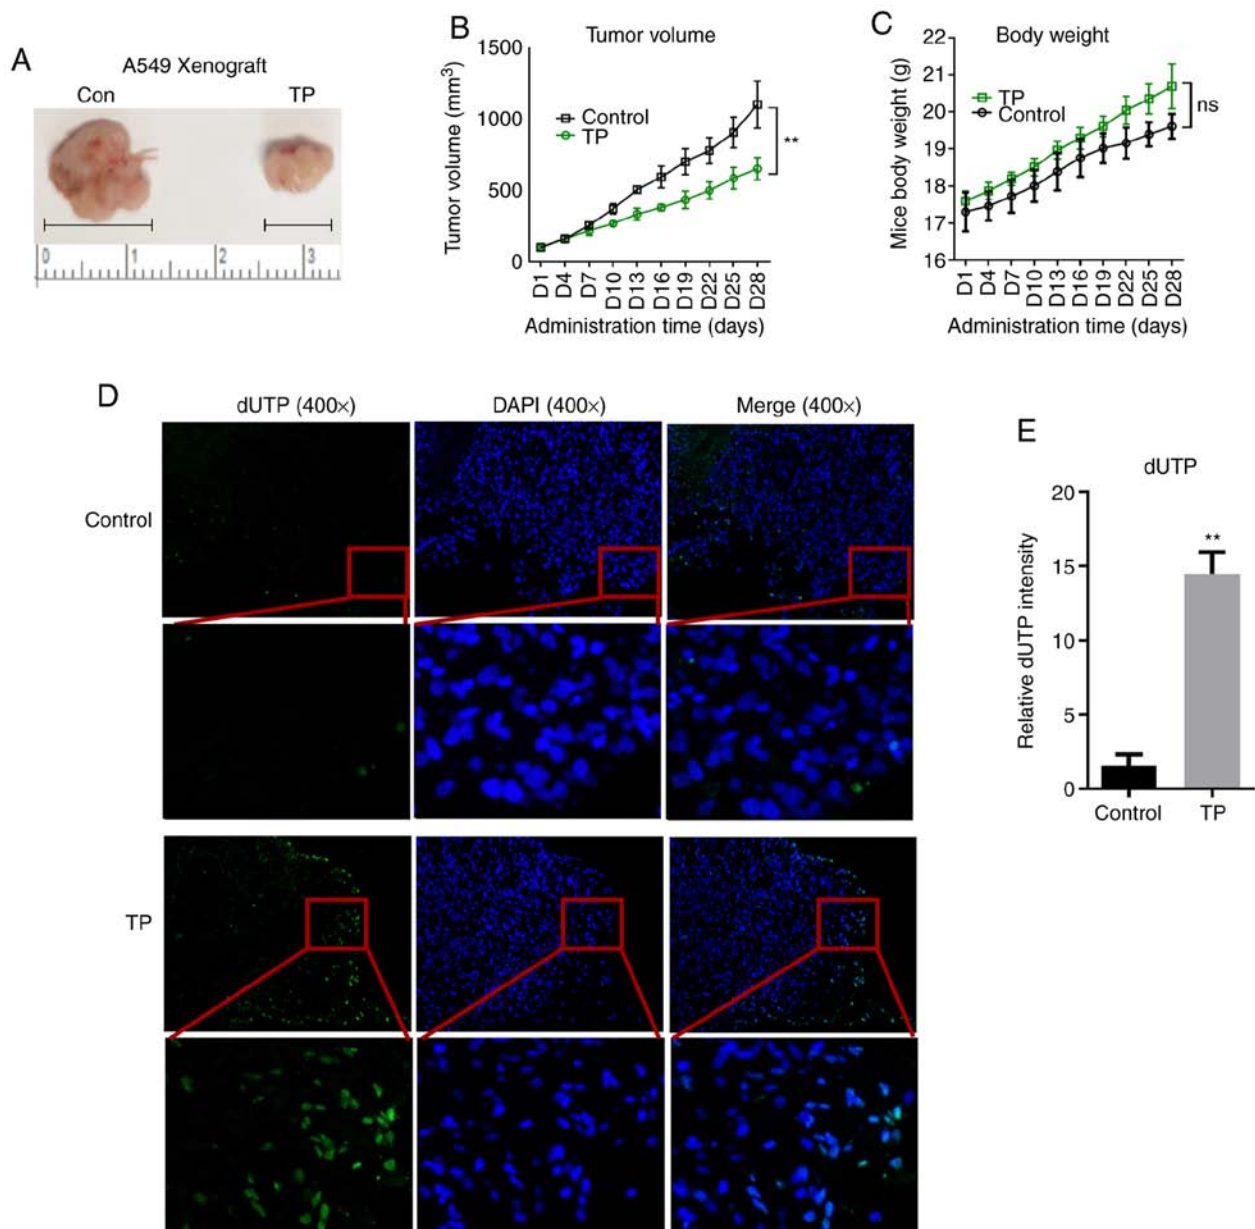 A
A549 Xenograft
Con
TP
0
1
2
3
B
Tumor volume
Tumor volume (mm³)
1500
1000
500
0
Control
TP
**
D1
D4
D7
D10
D13
D16
D19
D22
D25
D28
Administration time (days)
C
Body weight
Mice body weight (g)
22
21
20
19
18
17
16
TP
Control
ns
D1
D4
D7
D10
D13
D16
D19
D22
D25
D28
Administration time (days)
D
dUTP (400×)
DAPI (400×)
Merge (400×)
Control
TP
E
dUTP
Relative dUTP intensity
20
15
10
5
0
**
Control
TP